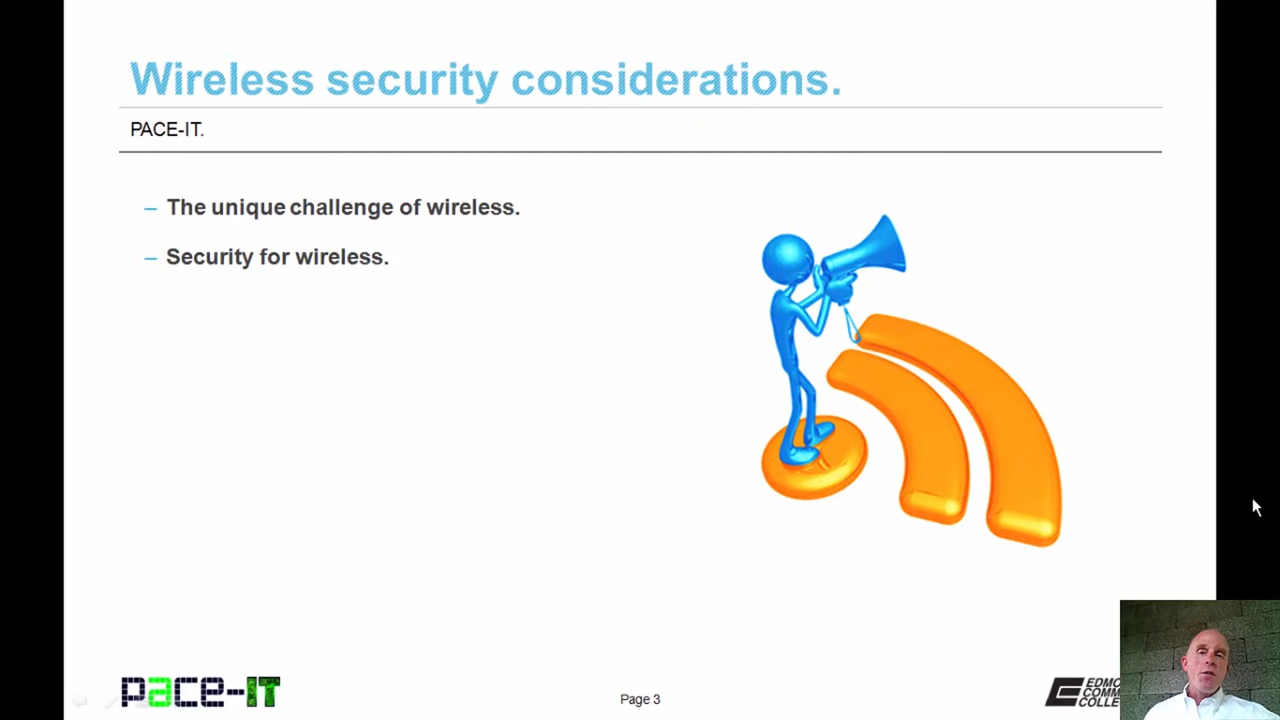 Wireless security considerations.
PACE-IT.
– The unique challenge of wireless.
– Security for wireless.
pace-IT
Page 3